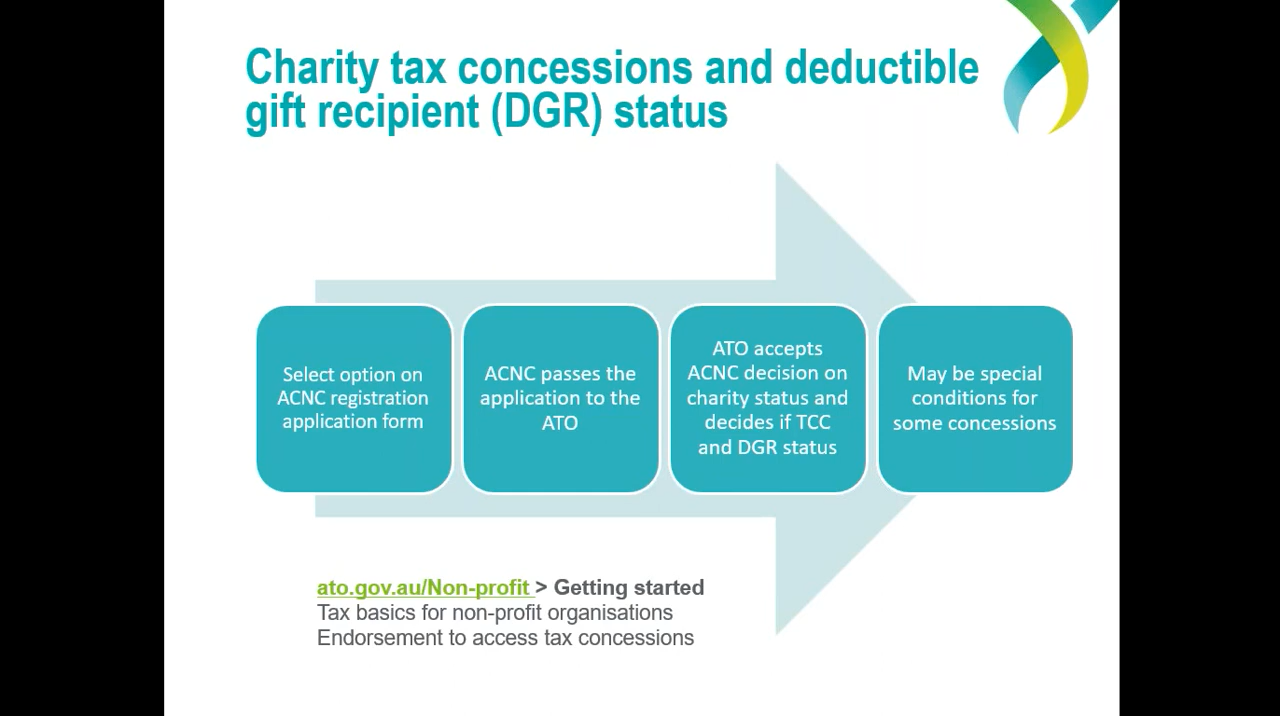 Charity tax concessions and deductible
gift recipient (DGR) status
Select option on
ACNC registration
application form
ACNC passes the
application to the
ATO
ATO accepts
ACNC decision on
charity status and
decides if TCC
and DGR status
May be special
conditions for
some concessions
ato.gov.au/Non-profit > Getting started
Tax basics for non-profit organisations
Endorsement to access tax concessions